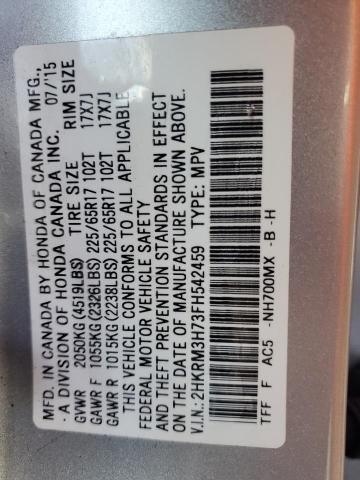 MFD. IN CANADA BY HONDA OF CANADA MFG.,
A DIVISION OF HONDA CANADA INC. 07/'15
GVWR 2050KG(4519LBS) TIRE SIZE RIM SIZE
GAWR F 1055KG(2326LBS) 225/65R17 102T 17X7J
GAWR R 1015KG(2238LBS) 225/65R17 102T 17X7J
THIS VEHICLE CONFORMS TO ALL APPLICABLE
FEDERAL MOTOR VEHICLE SAFETY
AND THEFT PREVENTION STANDARDS IN EFFECT
ON THE DATE OF MANUFACTURE SHOWN ABOVE.
V.I.N.: 2HKRM3H73FH542459 TYPE: MPV
TFF F AC5 -NH700MX -B -H